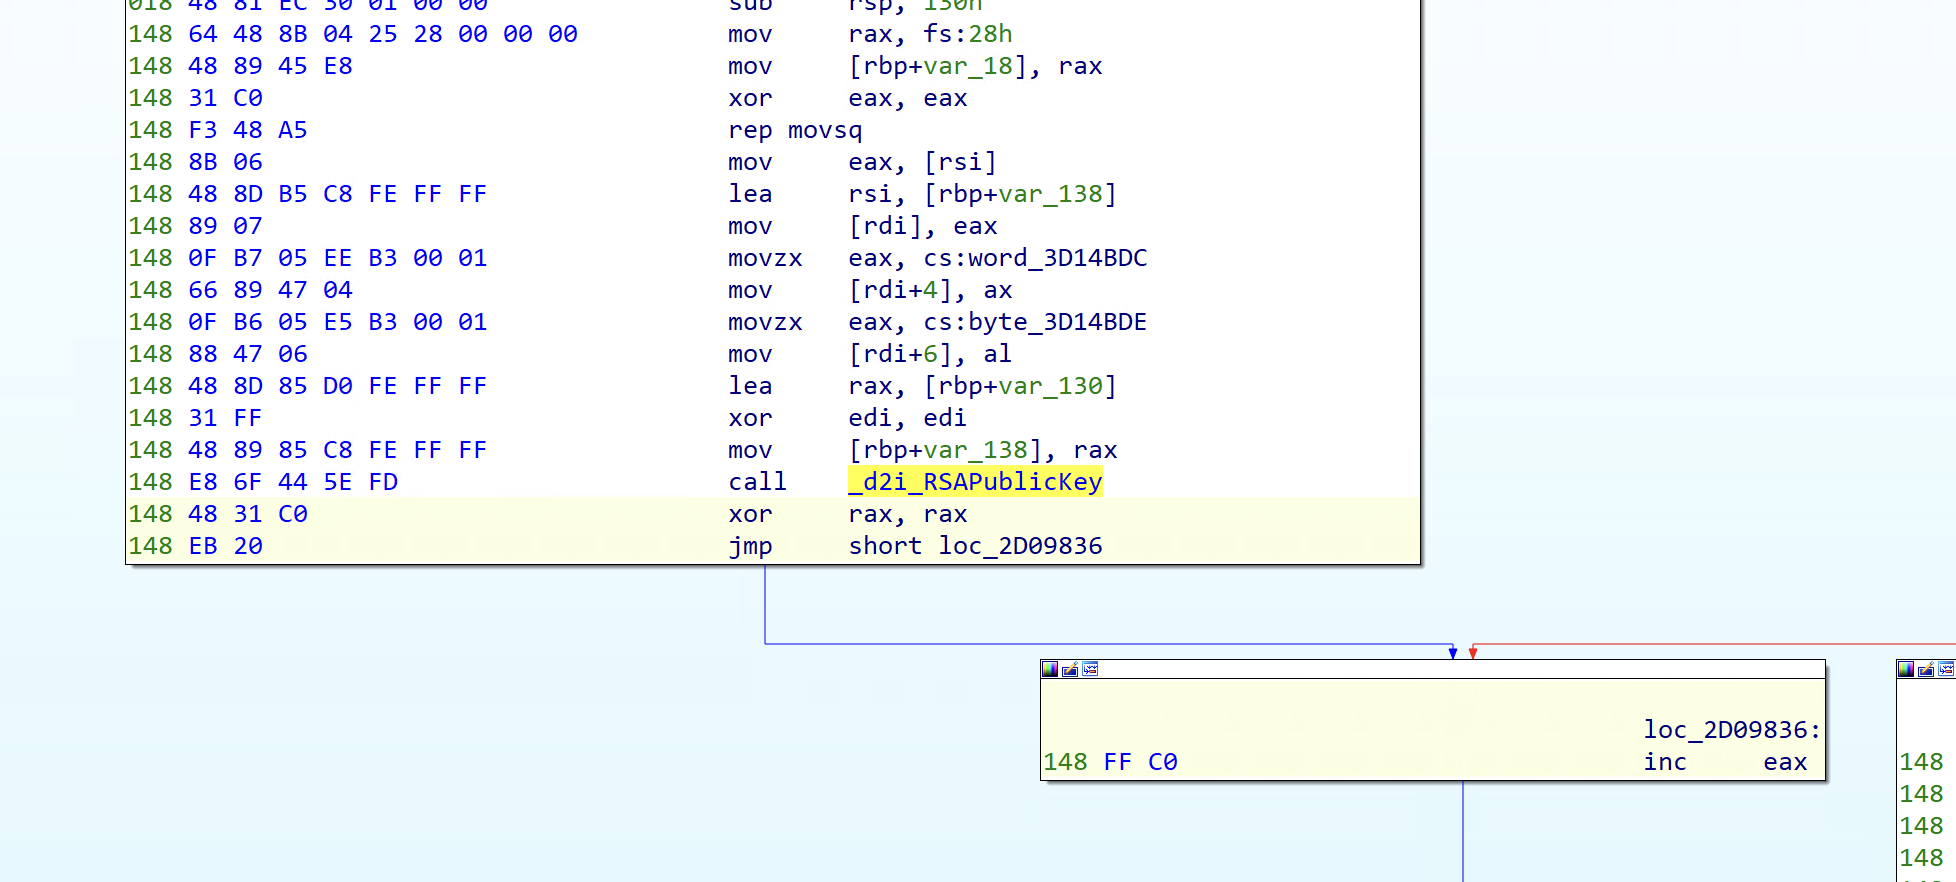 018 48 81 EC 30 01 00 00 sub rsp, 130h
148 64 48 8B 04 25 28 00 00 00 mov rax, fs:28h
148 48 89 45 E8 mov [rbp+var_18], rax
148 31 C0 xor eax, eax
148 F3 48 A5 rep movsq
148 8B 06 mov eax, [rsi]
148 48 8D B5 C8 FE FF FF lea rsi, [rbp+var_138]
148 89 07 mov [rdi], eax
148 0F B7 05 EE B3 00 01 movzx eax, cs:word_3D14BDC
148 66 89 47 04 mov [rdi+4], ax
148 0F B6 05 E5 B3 00 01 movzx eax, cs:byte_3D14BDE
148 88 47 06 mov [rdi+6], al
148 48 8D 85 D0 FE FF FF lea rax, [rbp+var_130]
148 31 FF xor edi, edi
148 48 89 85 C8 FE FF FF mov [rbp+var_138], rax
148 E8 6F 44 5E FD call _d2i_RSAPublicKey
148 48 31 C0 xor rax, rax
148 EB 20 jmp short loc_2D09836
loc_2D09836:
148 FF C0 inc eax
148
148
148
148